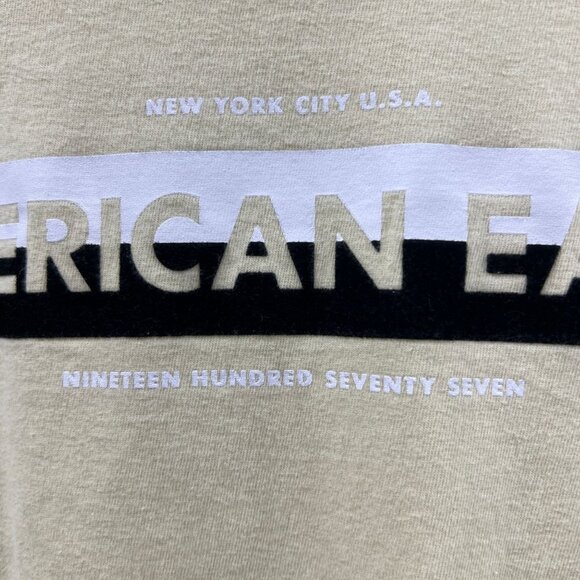 NEW YORK CITY U.S.A.
ERICAN EA
NINETEEN HUNDRED SEVENTY SEVEN